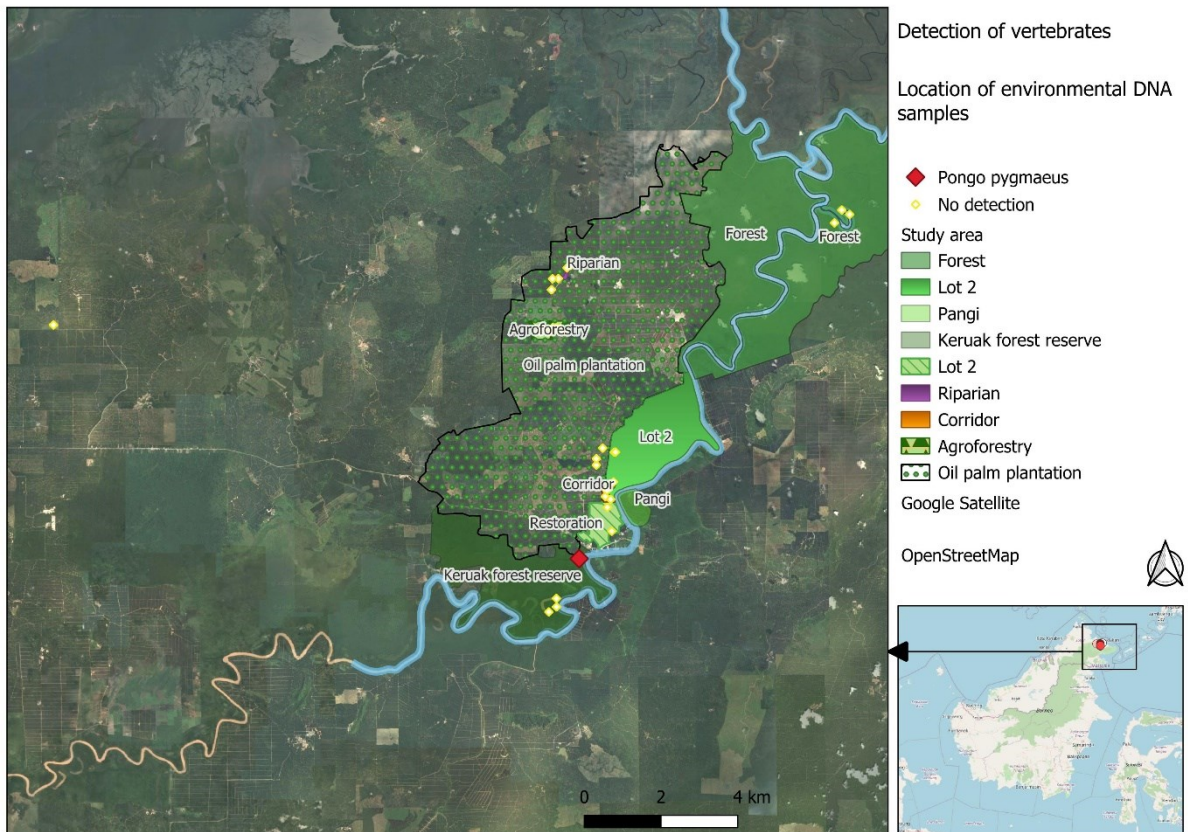 Detection of vertebrates
Location of environmental DNA
samples
Pongo pygmaeus
No detection
Study area
Forest
Lot 2
Pangi
Keruak forest reserve
Lot 2
Riparian
Corridor
Agroforestry
Oil palm plantation
Google Satellite
OpenStreetMap
Forest
Forest
Riparian
Agroforestry
Oil palm plantation
Lot 2
Corridor
Pangi
Restoration
Keruak forest reserve
0 2 4 km